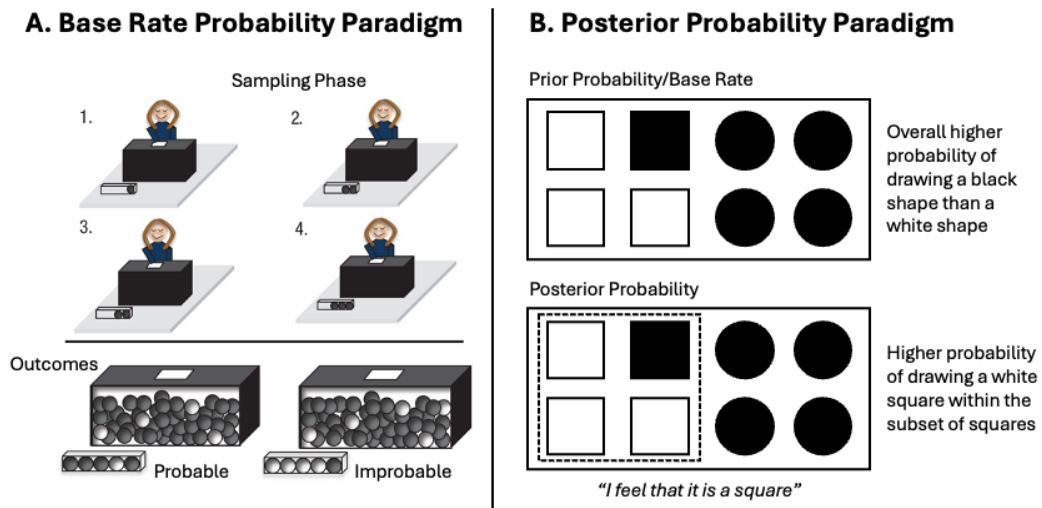 A. Base Rate Probability Paradigm
Sampling Phase
1.
2.
3.
4.
Outcomes
Probable
Improbable
B. Posterior Probability Paradigm
Prior Probability/Base Rate
Overall higher
probability of
drawing a black
shape than a
white shape
Posterior Probability
Higher probability
of drawing a white
square within the
subset of squares
“I feel that it is a square”